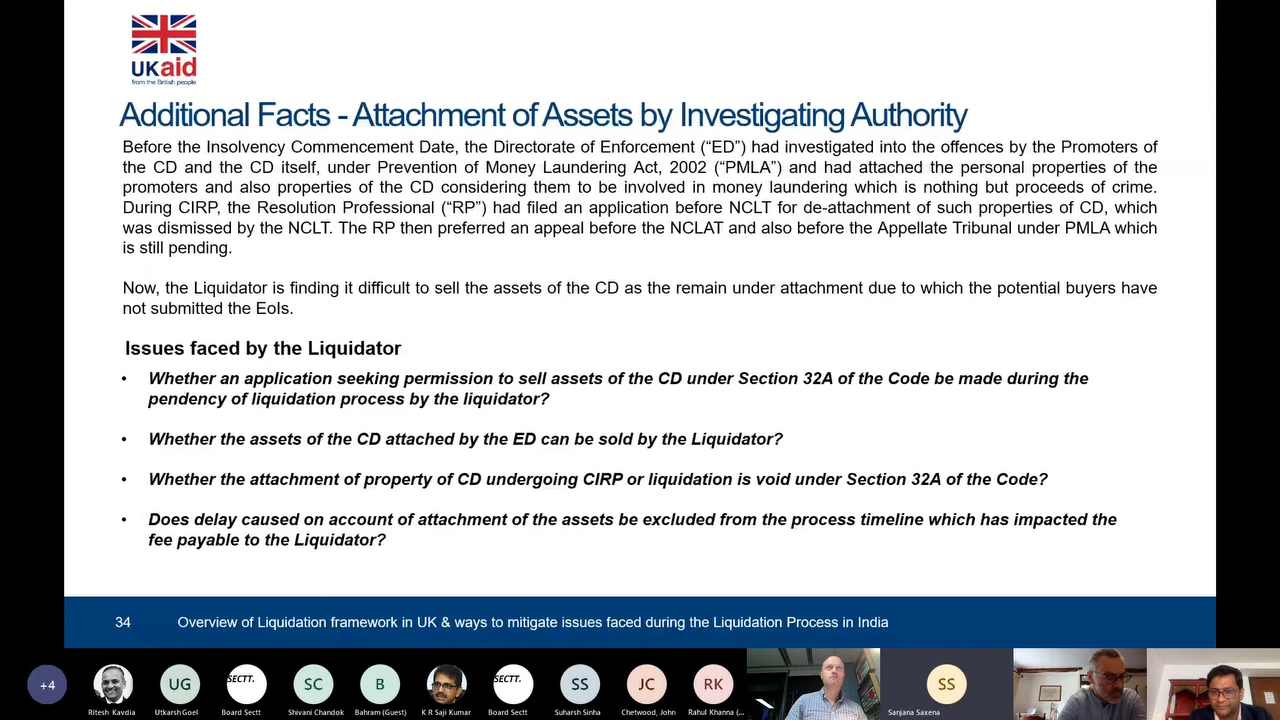 UKaid
from the British people
Additional Facts - Attachment of Assets by Investigating Authority
Before the Insolvency Commencement Date, the Directorate of Enforcement (“ED”) had investigated into the offences by the Promoters of
the CD and the CD itself, under Prevention of Money Laundering Act, 2002 (“PMLA”) and had attached the personal properties of the
promoters and also properties of the CD considering them to be involved in money laundering which is nothing but proceeds of crime.
During CIRP, the Resolution Professional (“RP”) had filed an application before NCLT for de-attachment of such properties of CD, which
was dismissed by the NCLT. The RP then preferred an appeal before the NCLAT and also before the Appellate Tribunal under PMLA which
is still pending.
Now, the Liquidator is finding it difficult to sell the assets of the CD as the remain under attachment due to which the potential buyers have
not submitted the EoIs.
Issues faced by the Liquidator
• Whether an application seeking permission to sell assets of the CD under Section 32A of the Code be made during the
pendency of liquidation process by the liquidator?
• Whether the assets of the CD attached by the ED can be sold by the Liquidator?
• Whether the attachment of property of CD undergoing CIRP or liquidation is void under Section 32A of the Code?
• Does delay caused on account of attachment of the assets be excluded from the process timeline which has impacted the
fee payable to the Liquidator?
34 Overview of Liquidation framework in UK & ways to mitigate issues faced during the Liquidation Process in India
+4 UG SECTT. SC B SECTT. SS JC RK SS
Ritesh Kavdia Utkarsh Goel Board Sectt Shivani Chandok Bahram (Guest) K R Saji Kumar Board Sectt Suharsh Sinha Chetwood, John Rahul Khanna (... Sanjana Saxena